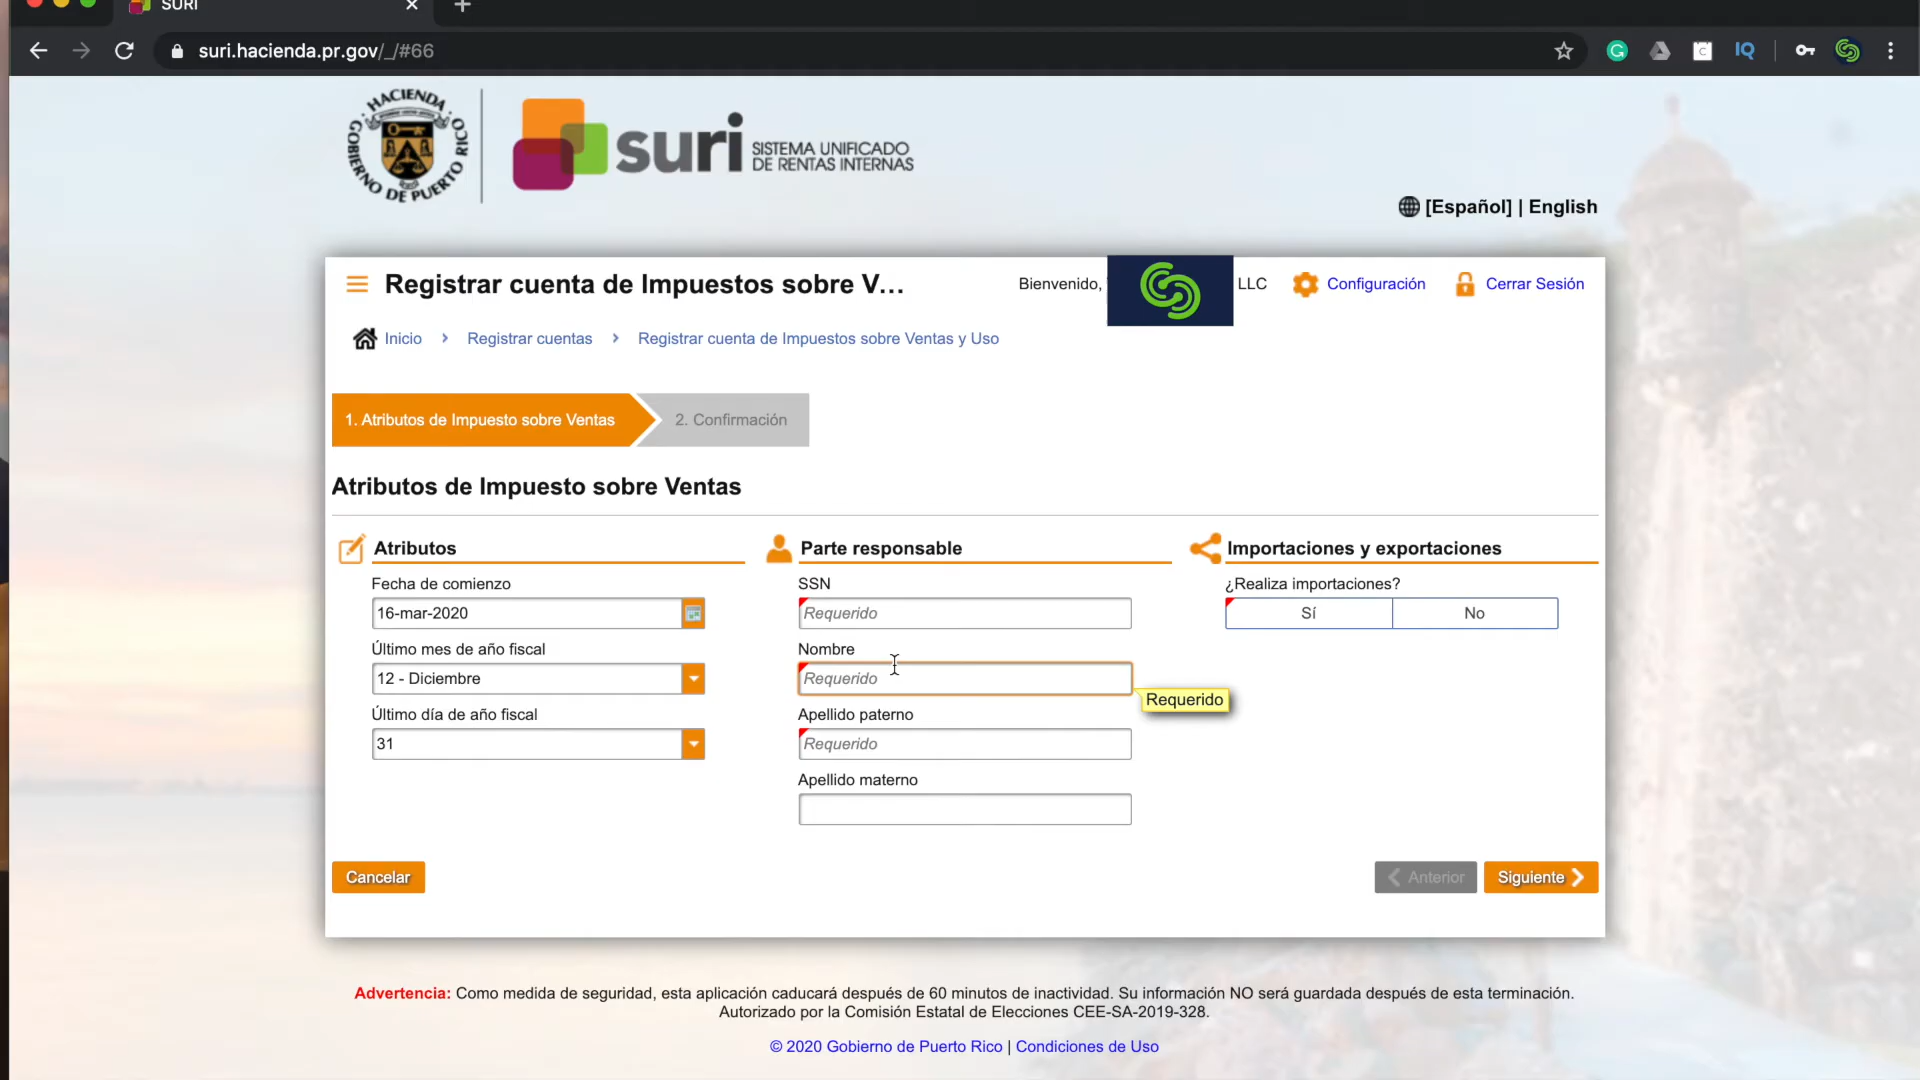 SURI
suri.hacienda.pr.gov/_/#66
HACIENDA
GOBIERNO DE PUERTO RICO
suri SISTEMA UNIFICADO
DE RENTAS INTERNAS
[Español] | English
Registrar cuenta de Impuestos sobre V...
Bienvenido,
LLC
Configuración
Cerrar Sesión
Inicio › Registrar cuentas › Registrar cuenta de Impuestos sobre Ventas y Uso
1. Atributos de Impuesto sobre Ventas
2. Confirmación
Atributos de Impuesto sobre Ventas
Atributos
Fecha de comienzo
16-mar-2020
Último mes de año fiscal
12 - Diciembre
Último día de año fiscal
31
Parte responsable
SSN
Requerido
Nombre
Requerido
Requerido
Apellido paterno
Requerido
Apellido materno
Importaciones y exportaciones
¿Realiza importaciones?
Sí
No
Cancelar
Anterior
Siguiente
Advertencia: Como medida de seguridad, esta aplicación caducará después de 60 minutos de inactividad. Su información NO será guardada después de esta terminación.
Autorizado por la Comisión Estatal de Elecciones CEE-SA-2019-328.
© 2020 Gobierno de Puerto Rico | Condiciones de Uso